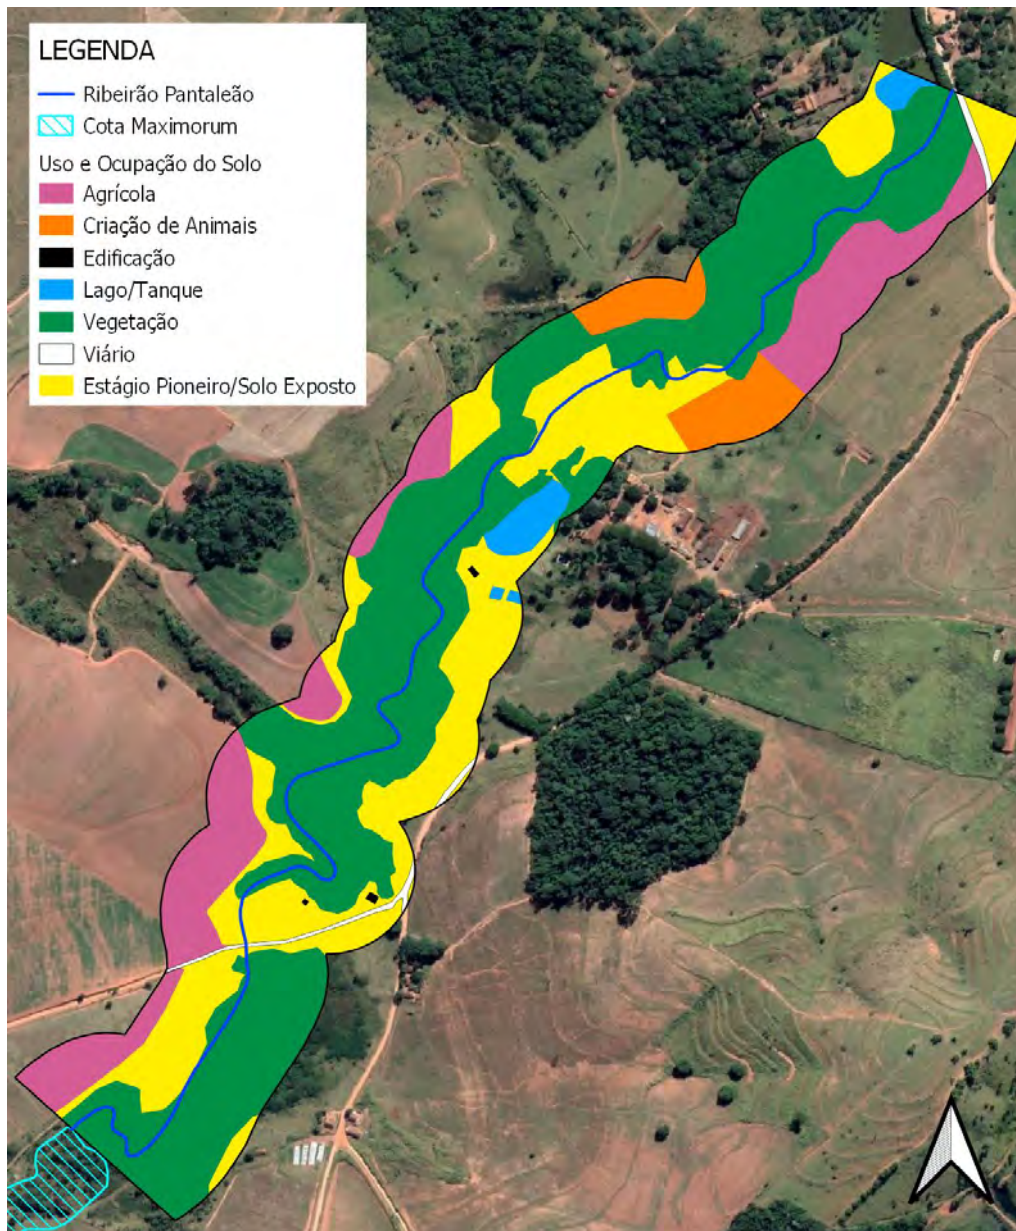 LEGENDA
Ribeirão Pantaleão
Cota Maximorum
Uso e Ocupação do Solo
Agrícola
Criação de Animais
Edificação
Lago/Tanque
Vegetação
Viário
Estágio Pioneiro/Solo Exposto